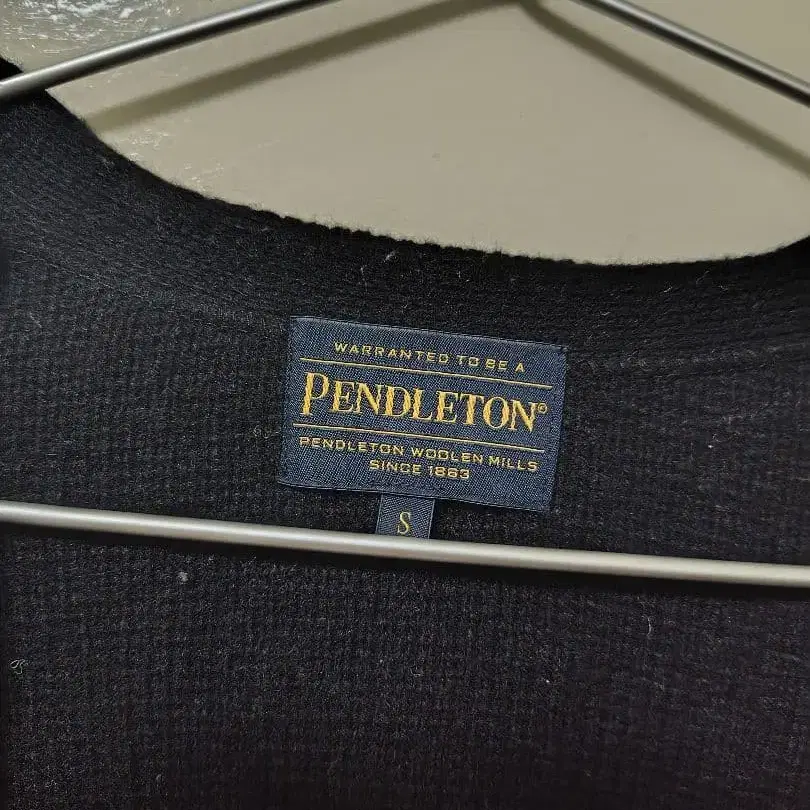 WARRANTED TO BE A
PENDLETON®
PENDLETON WOOLEN MILLS
SINCE 1863
S